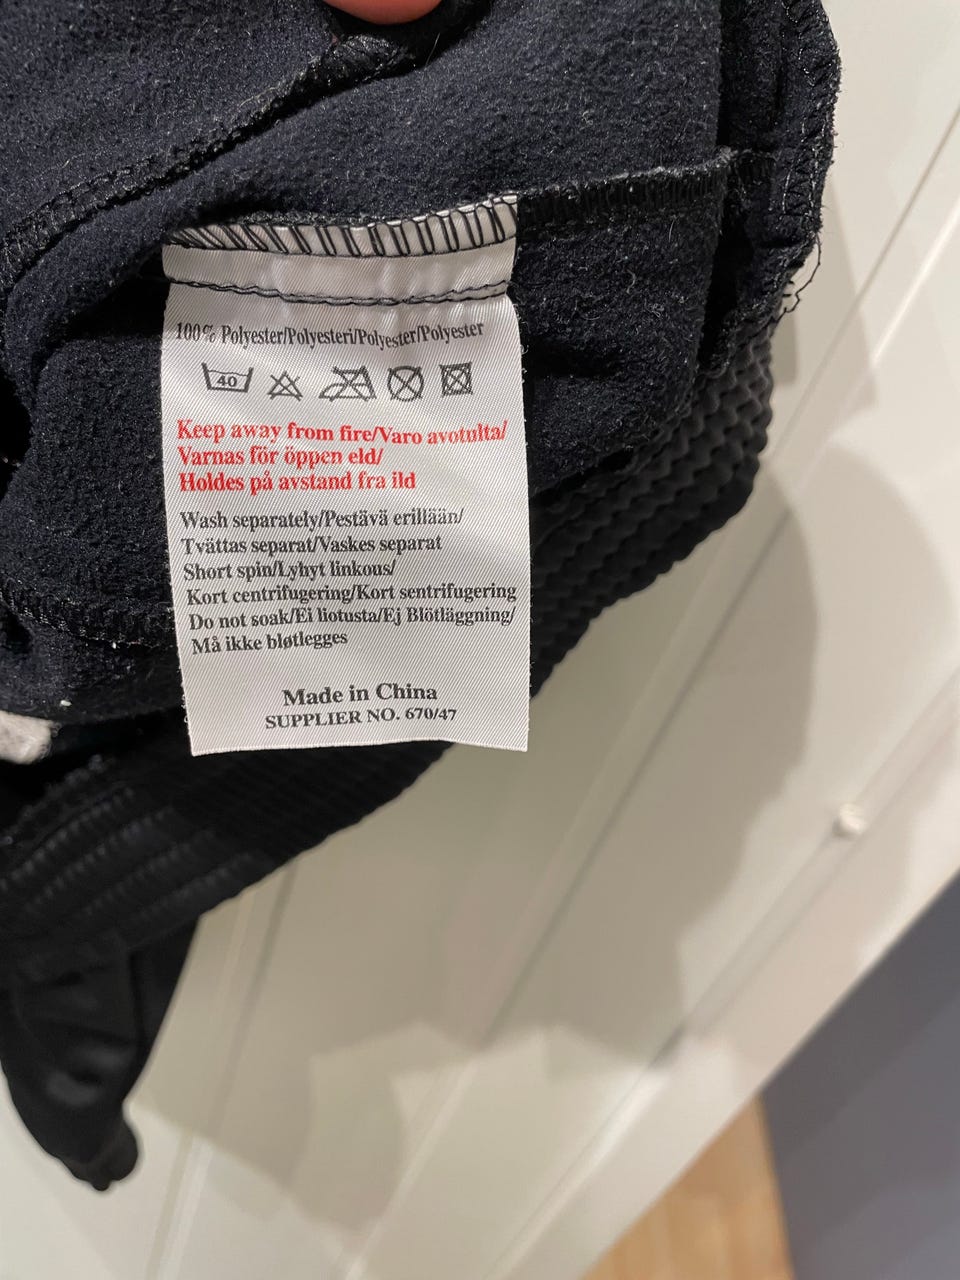 100% Polyester/Polyesteri/Polyester/Polyester
40
Keep away from fire/Varo avotulta/
Varnas för öppen eld/
Holdes på avstand fra ild
Wash separately/Pestävä erillään/
Tvättas separat/Vaskes separat
Short spin/Lyhyt linkous/
Kort centrifugering/Kort sentrifugering
Do not soak/Ei liotusta/Ej Blötläggning/
Må ikke bløtlegges
Made in China
SUPPLIER NO. 670/47